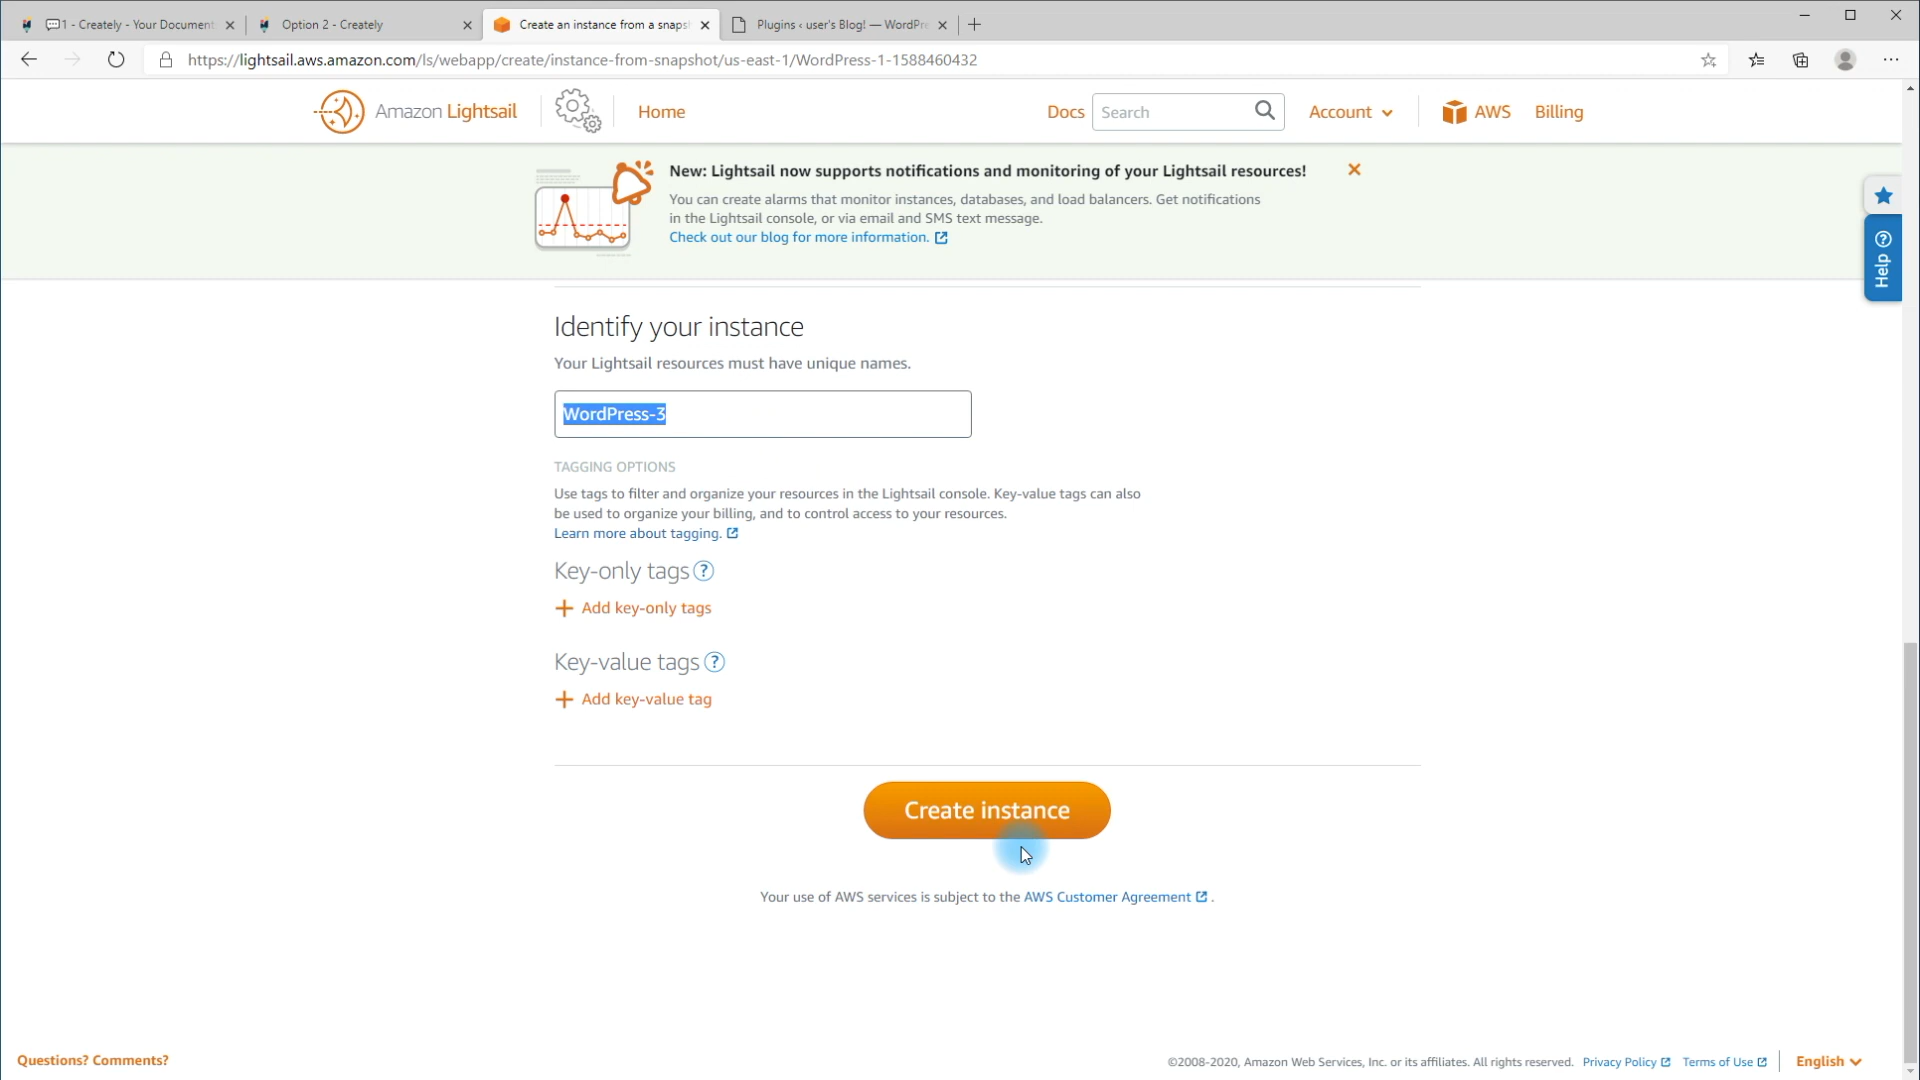 1 - Creately - Your Document
Option 2 - Creately
Create an instance from a snaps
Plugins ‹ user's Blog! — WordPre
https://lightsail.aws.amazon.com/ls/webapp/create/instance-from-snapshot/us-east-1/WordPress-1-1588460432
Amazon Lightsail
Home
Docs
Search
Account
AWS
Billing
New: Lightsail now supports notifications and monitoring of your Lightsail resources!
You can create alarms that monitor instances, databases, and load balancers. Get notifications
in the Lightsail console, or via email and SMS text message.
Check out our blog for more information.
Help
Identify your instance
Your Lightsail resources must have unique names.
WordPress-3
TAGGING OPTIONS
Use tags to filter and organize your resources in the Lightsail console. Key-value tags can also
be used to organize your billing, and to control access to your resources.
Learn more about tagging.
Key-only tags ?
+ Add key-only tags
Key-value tags ?
+ Add key-value tag
Create instance
Your use of AWS services is subject to the AWS Customer Agreement .
Questions? Comments?
©2008-2020, Amazon Web Services, Inc. or its affiliates. All rights reserved.
Privacy Policy
Terms of Use
English